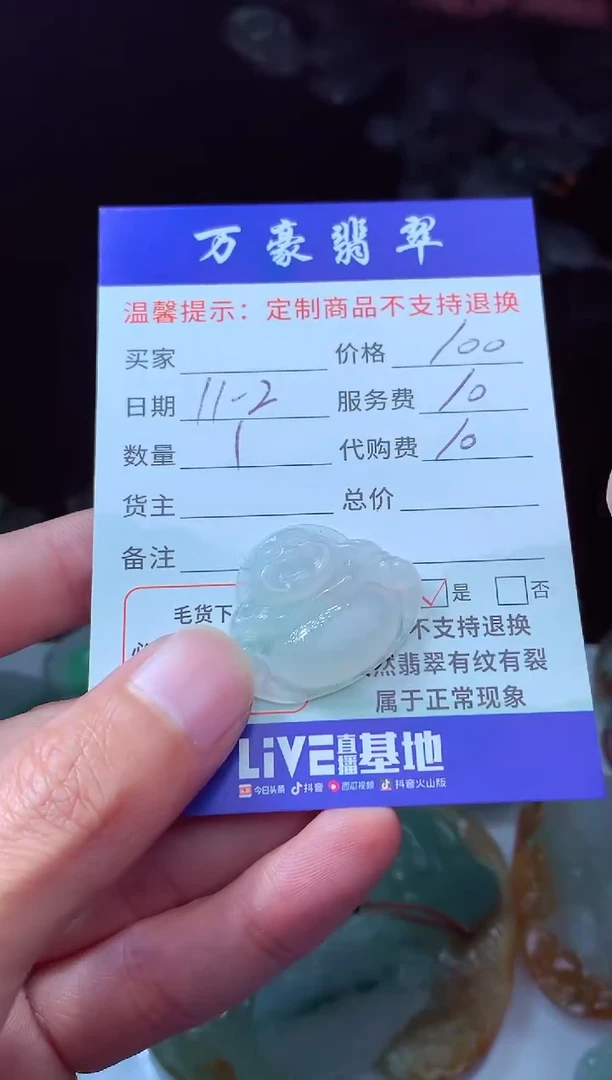 万豪翡翠
温馨提示：定制商品不支持退换
买家 价格 100
日期 11-2 服务费 10
数量 1 代购费 10
货主 总价
备注
是 否
毛货下
不支持退换
然翡翠有纹有裂
属于正常现象
LiVE直播基地
今日头条 抖音 西瓜视频 抖音火山版